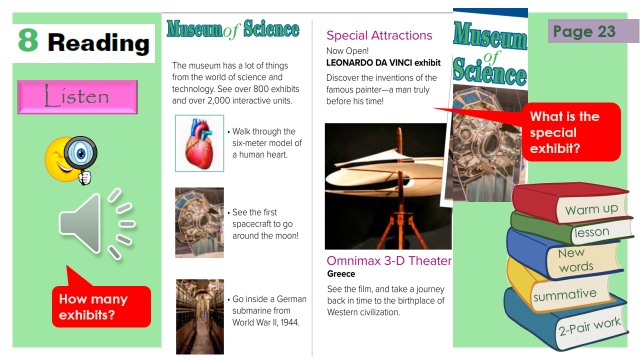 8 Reading
Listen
How many
exhibits?
Museum of Science
The museum has a lot of things
from the world of science and
technology. See over 800 exhibits
and over 2,000 interactive units.
• Walk through the
six-meter model of
a human heart.
• See the first
spacecraft to go
around the moon!
• Go inside a German
submarine from
World War II, 1944.
Special Attractions
Now Open!
LEONARDO DA VINCI exhibit
Discover the inventions of the
famous painter—a man truly
before his time!
Omnimax 3-D Theater
Greece
See the film, and take a journey
back in time to the birthplace of
Western civilization.
Museum
of
Science
Page 23
What is the
special
exhibit?
Warm up
lesson
New
words
summative
2-Pair work